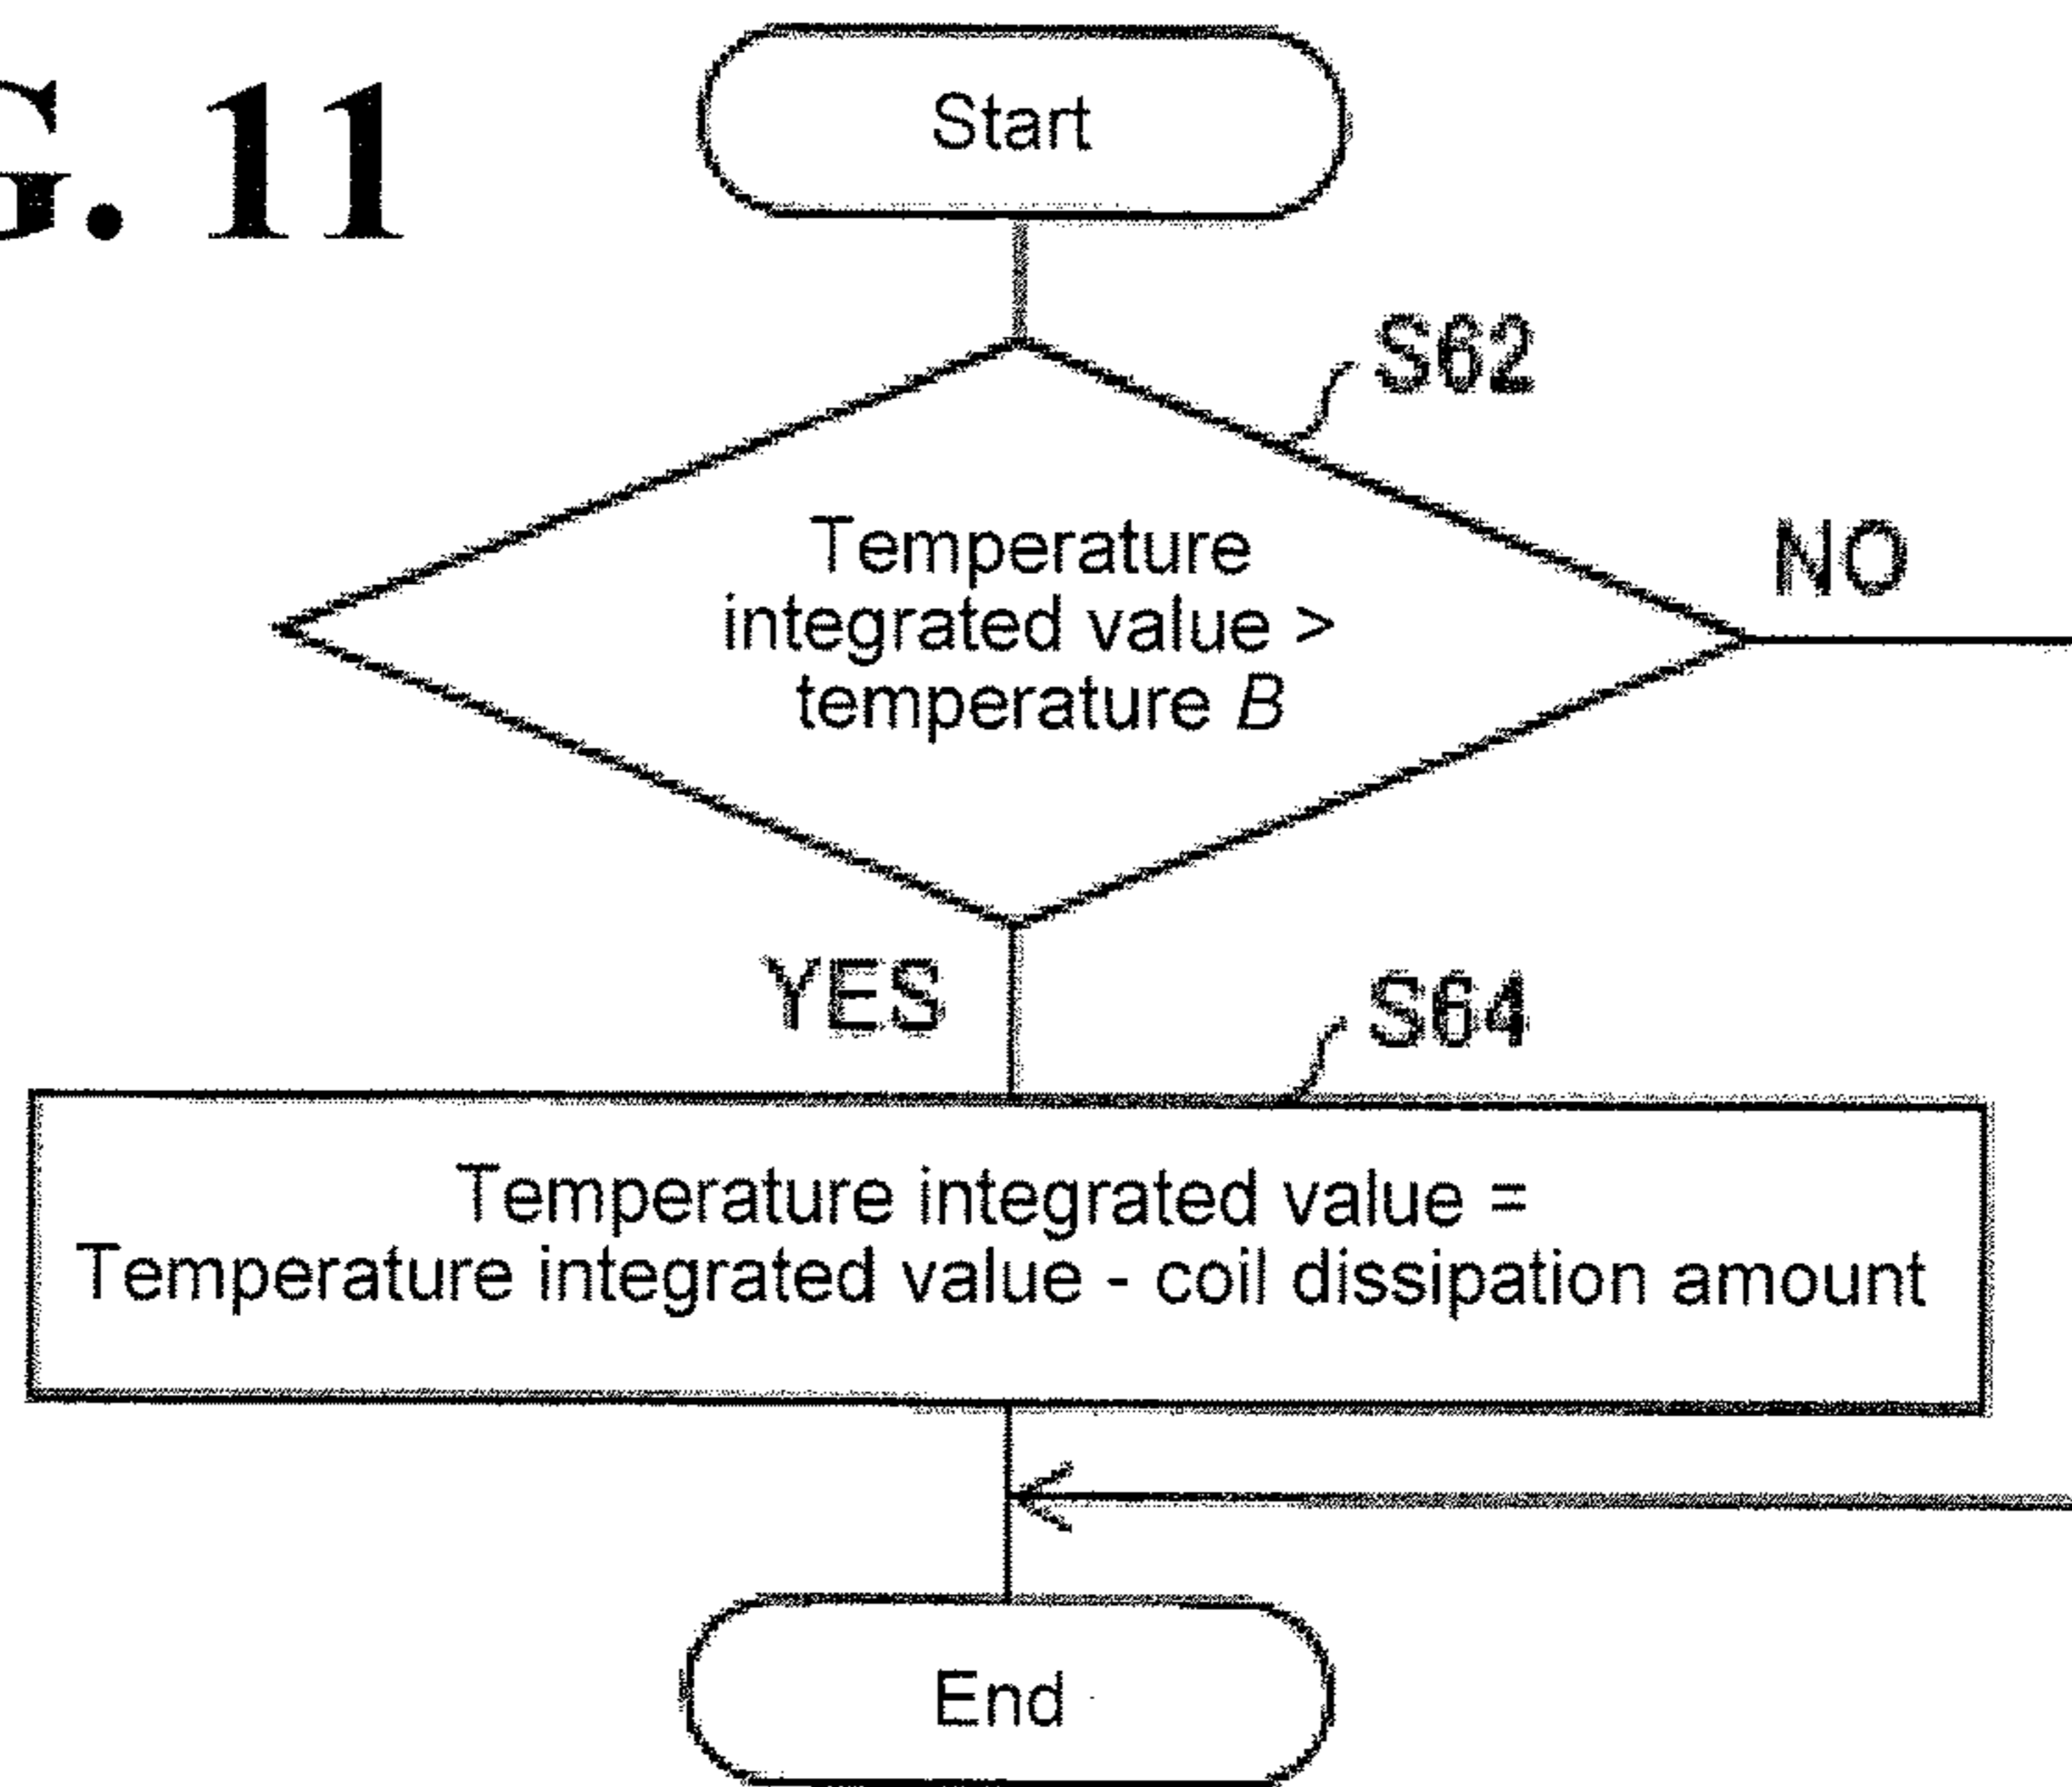 G. 11
Start
S62
Temperature
integrated value >
temperature B
NO
YES
S64
Temperature integrated value =
Temperature integrated value - coil dissipation amount
End